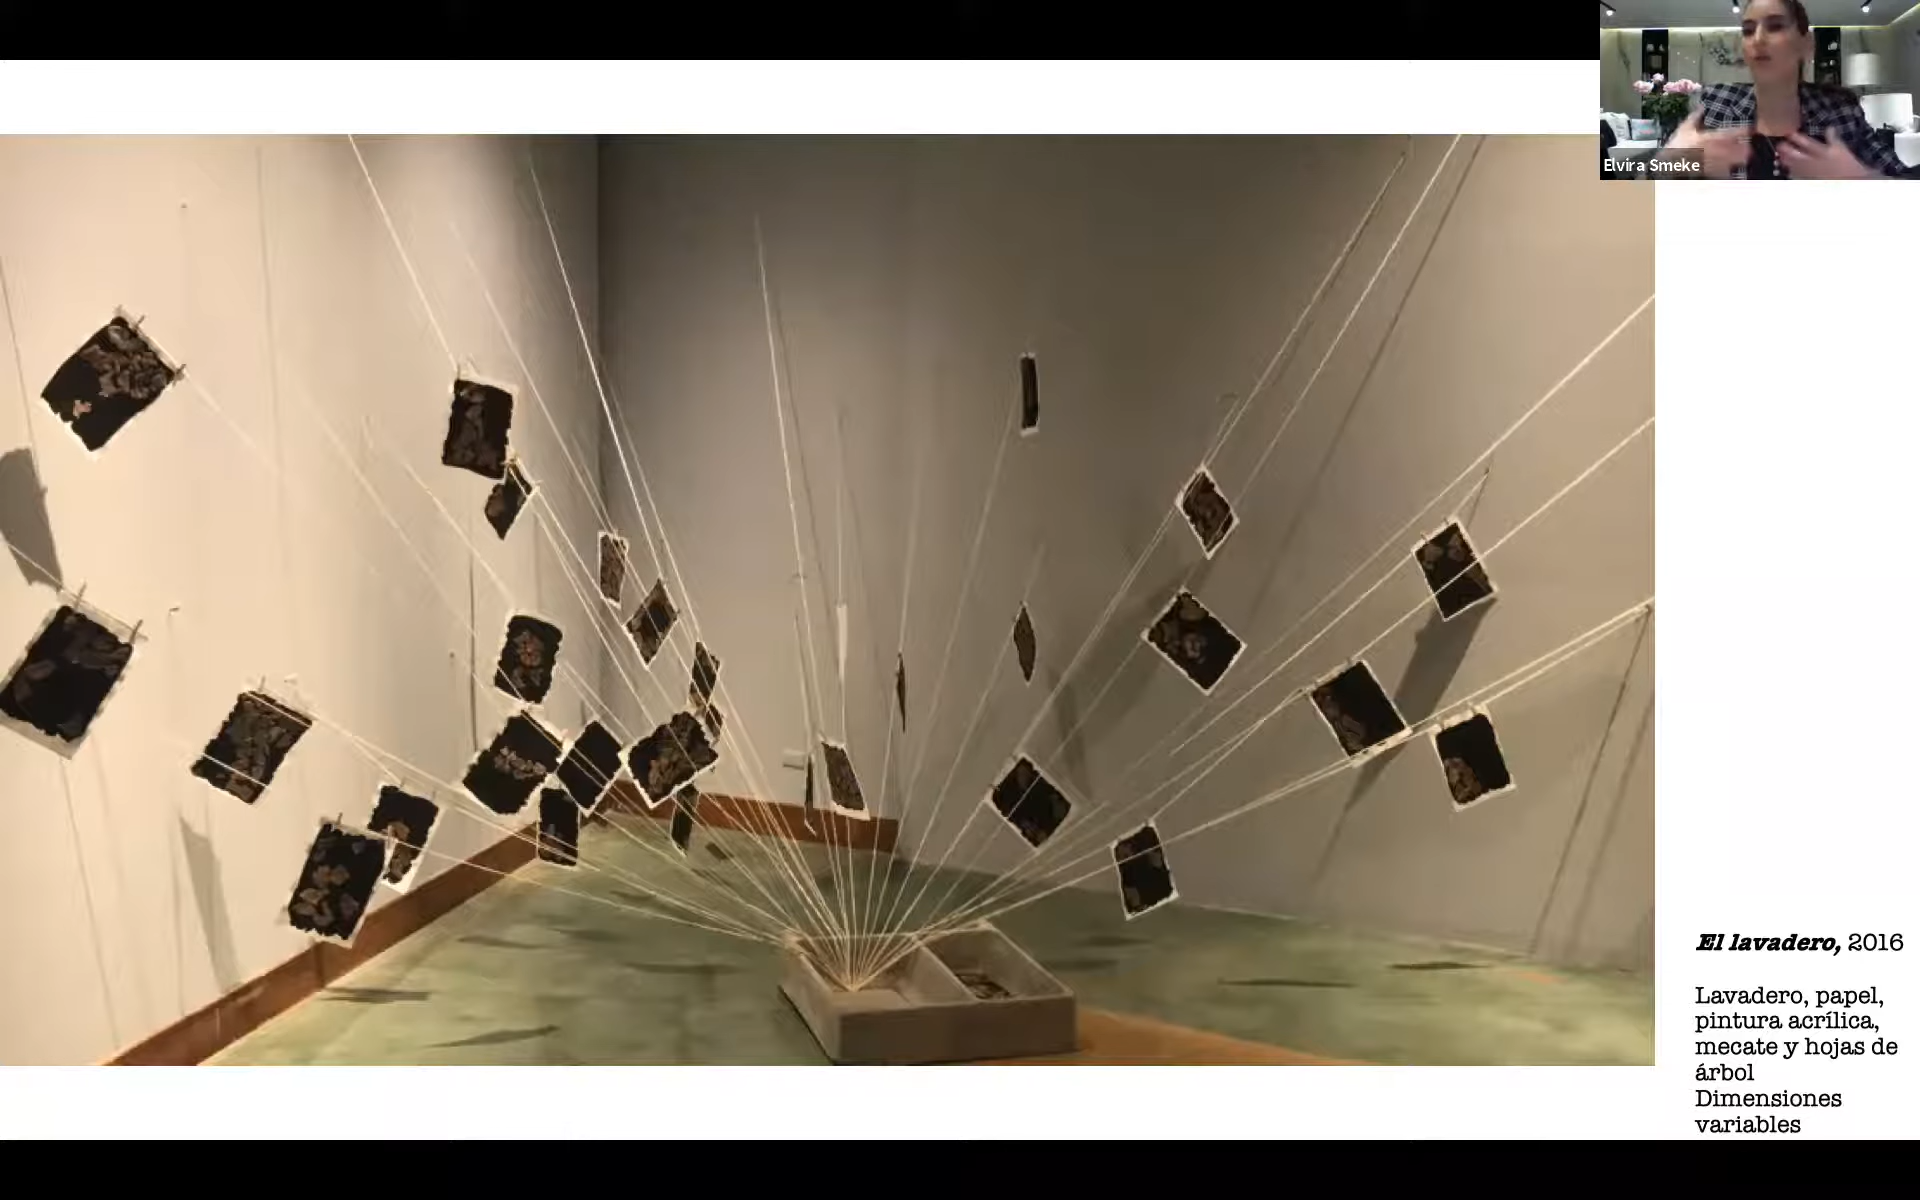 Elvira Smeke
El lavadero, 2016
Lavadero, papel,
pintura acrílica,
mecate y hojas de
árbol
Dimensiones
variables